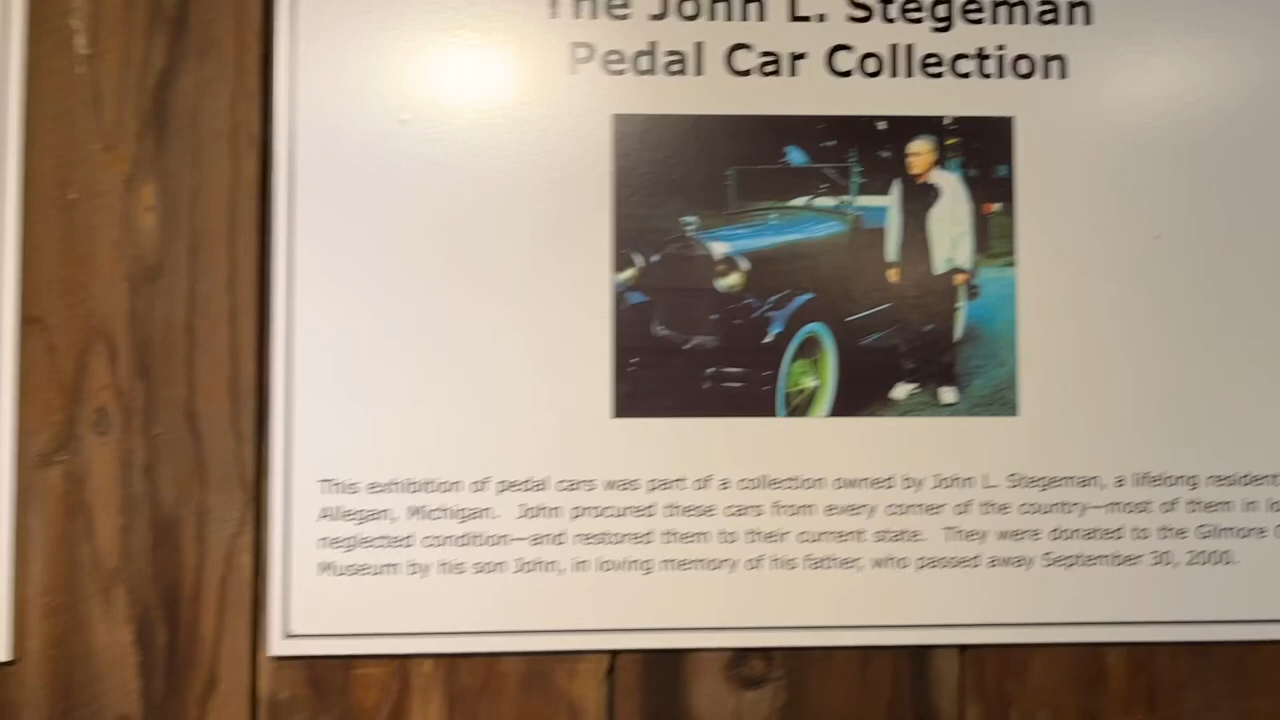 The John L. Stegeman
Pedal Car Collection
This exhibition of pedal cars was part of a collection owned by John L. Stegeman, a lifelong resident
Allegan, Michigan. John procured these cars from every corner of the country—most of them in
neglected condition—and restored them to their current state. They were donated to the Gilmore
Museum by his son John, in loving memory of his father, who passed away September 30, 2000.